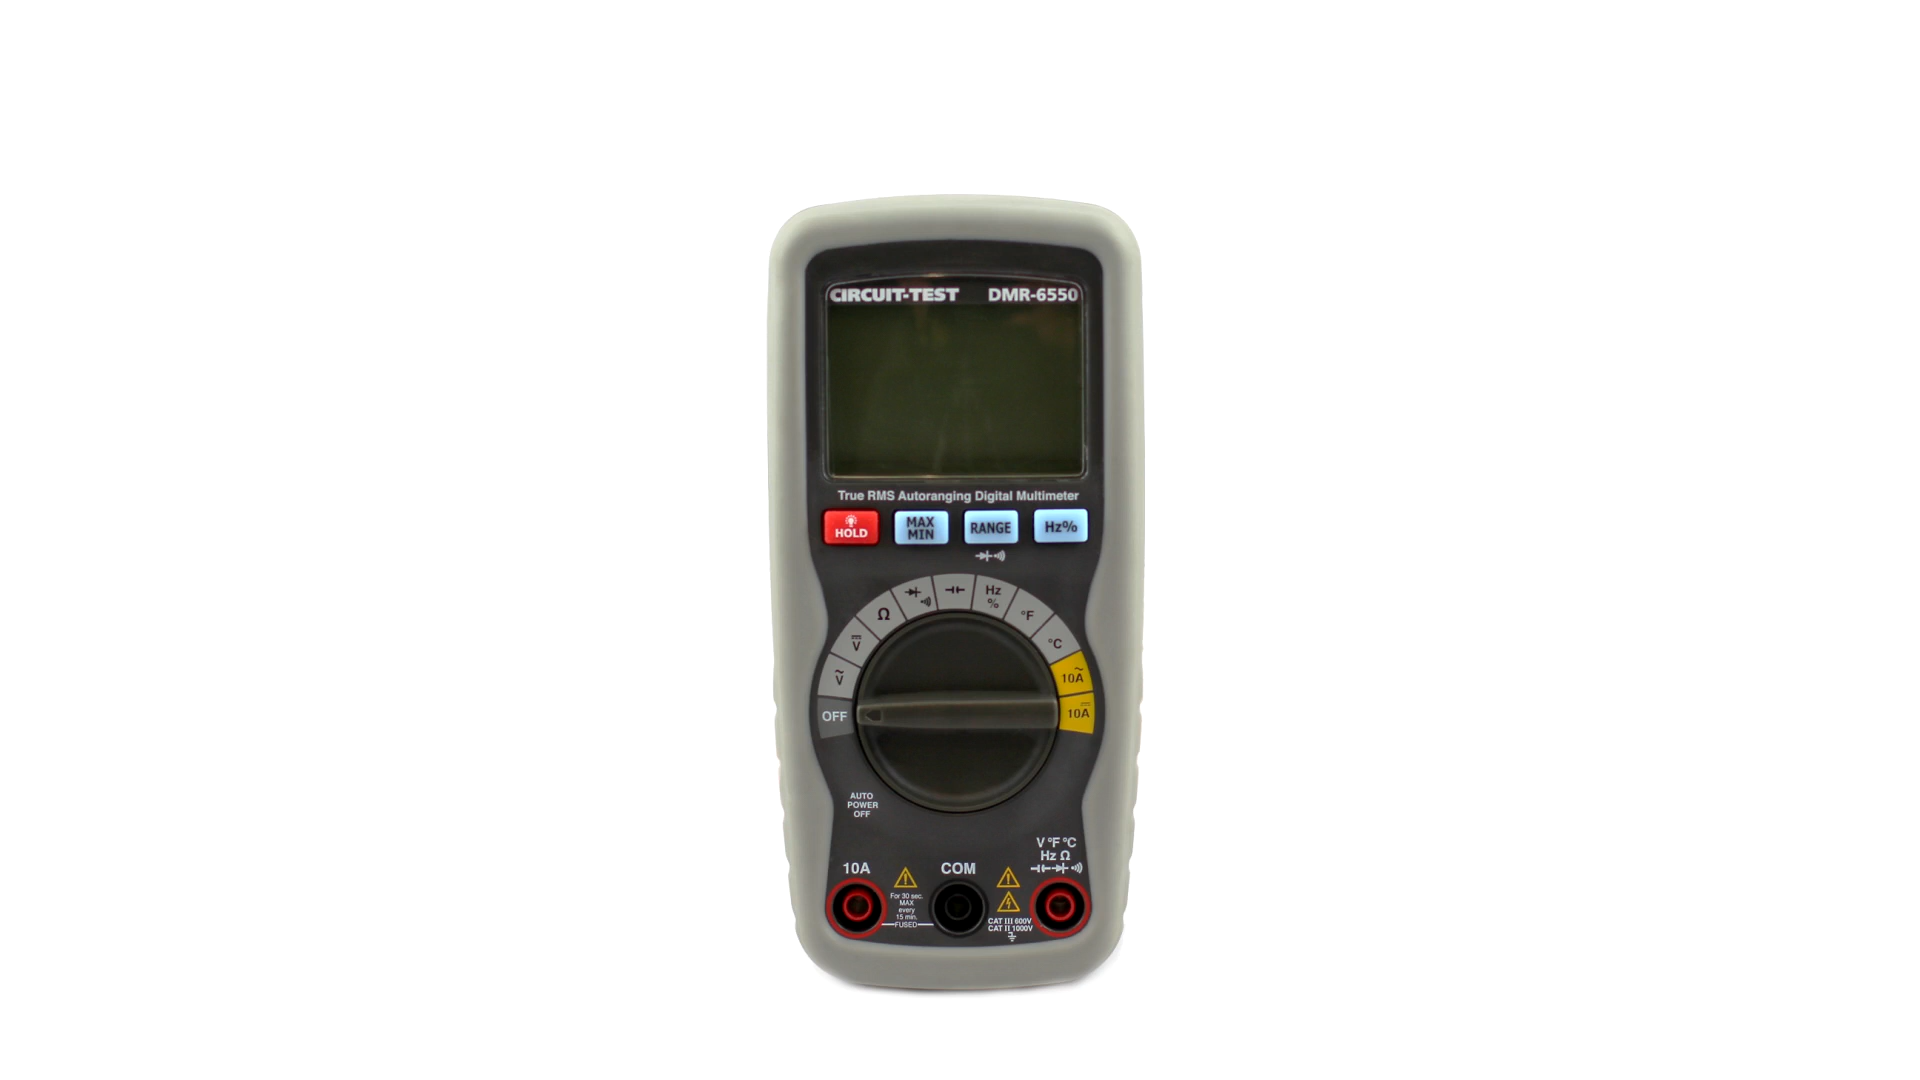 CIRCUIT-TEST DMR-6550
True RMS Autoranging Digital Multimeter
HOLD
MAX
MIN
RANGE
Hz%
OFF
V
V
Ω
Hz
%
°F
°C
10A
10A
AUTO
POWER
OFF
10A
For 30 sec.
MAX
every
15 min.
FUSED
COM
CAT III 600V
CAT II 1000V
V °F °C
Hz Ω